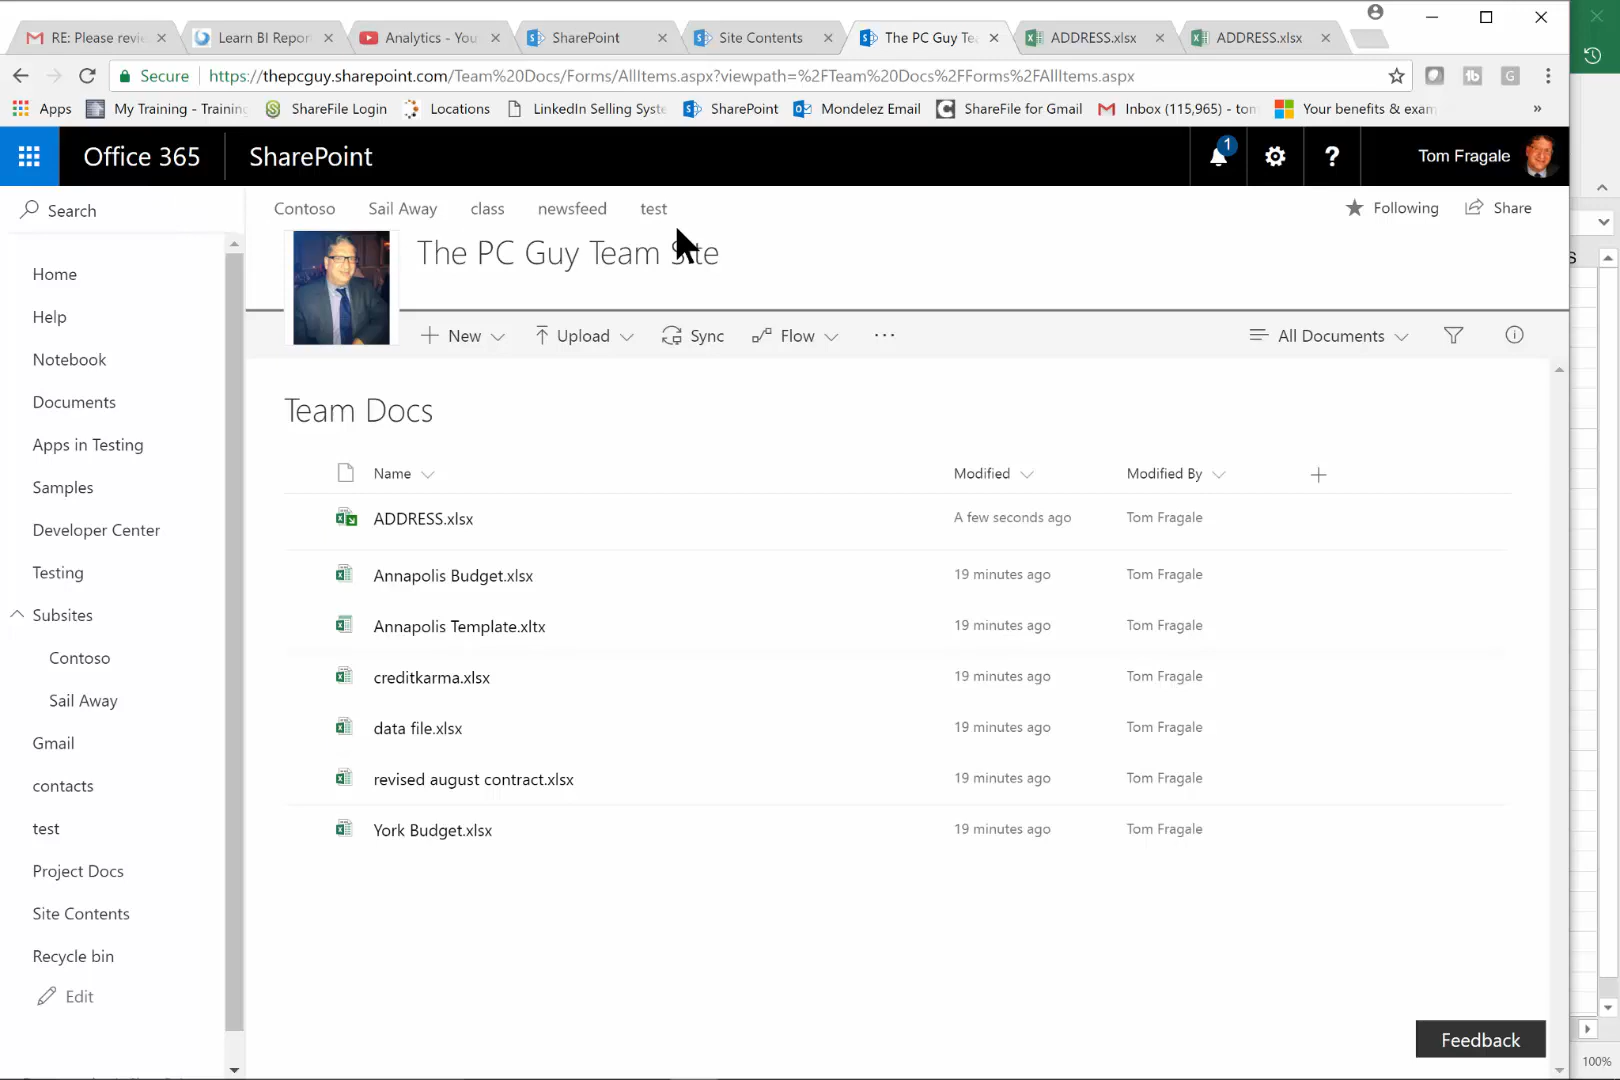 RE: Please revie
Learn BI Report
Analytics - You
SharePoint
Site Contents
The PC Guy Te
ADDRESS.xlsx
ADDRESS.xlsx
Secure
https://thepcguy.sharepoint.com/Team%20Docs/Forms/AllItems.aspx?viewpath=%2FTeam%20Docs%2FForms%2FAllItems.aspx
Apps
My Training - Training
ShareFile Login
Locations
LinkedIn Selling Syste
SharePoint
Mondelez Email
ShareFile for Gmail
Inbox (115,965) - tom
Your benefits & exam
»
Office 365
SharePoint
1
?
Tom Fragale
Search
Contoso
Sail Away
class
newsfeed
test
Following
Share
The PC Guy Team Site
Home
Help
Notebook
Documents
Apps in Testing
Samples
Developer Center
Testing
Subsites
Contoso
Sail Away
Gmail
contacts
test
Project Docs
Site Contents
Recycle bin
Edit
New
Upload
Sync
Flow
...
All Documents
Team Docs
Name
Modified
Modified By
ADDRESS.xlsx
A few seconds ago
Tom Fragale
Annapolis Budget.xlsx
19 minutes ago
Tom Fragale
Annapolis Template.xltx
19 minutes ago
Tom Fragale
creditkarma.xlsx
19 minutes ago
Tom Fragale
data file.xlsx
19 minutes ago
Tom Fragale
revised august contract.xlsx
19 minutes ago
Tom Fragale
York Budget.xlsx
19 minutes ago
Tom Fragale
Feedback
S
100%